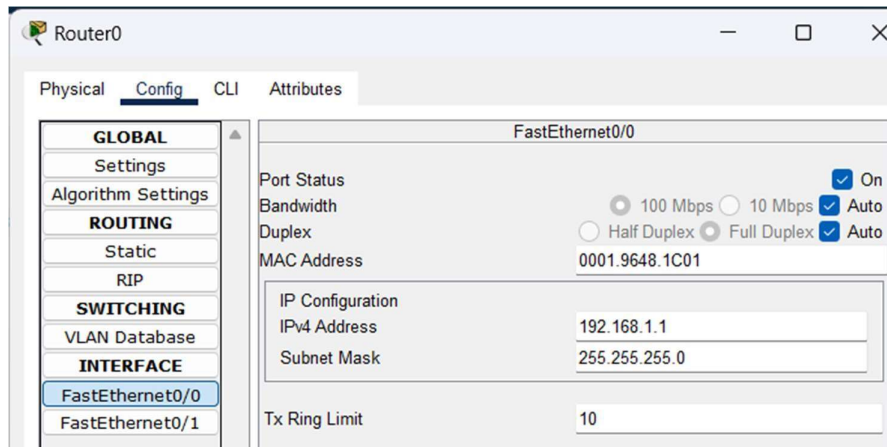 Router0
Physical Config CLI Attributes
GLOBAL
Settings
Algorithm Settings
ROUTING
Static
RIP
SWITCHING
VLAN Database
INTERFACE
FastEthernet0/0
FastEthernet0/1
FastEthernet0/0
Port Status On
Bandwidth 100 Mbps 10 Mbps Auto
Duplex Half Duplex Full Duplex Auto
MAC Address 0001.9648.1C01
IP Configuration
IPv4 Address 192.168.1.1
Subnet Mask 255.255.255.0
Tx Ring Limit 10